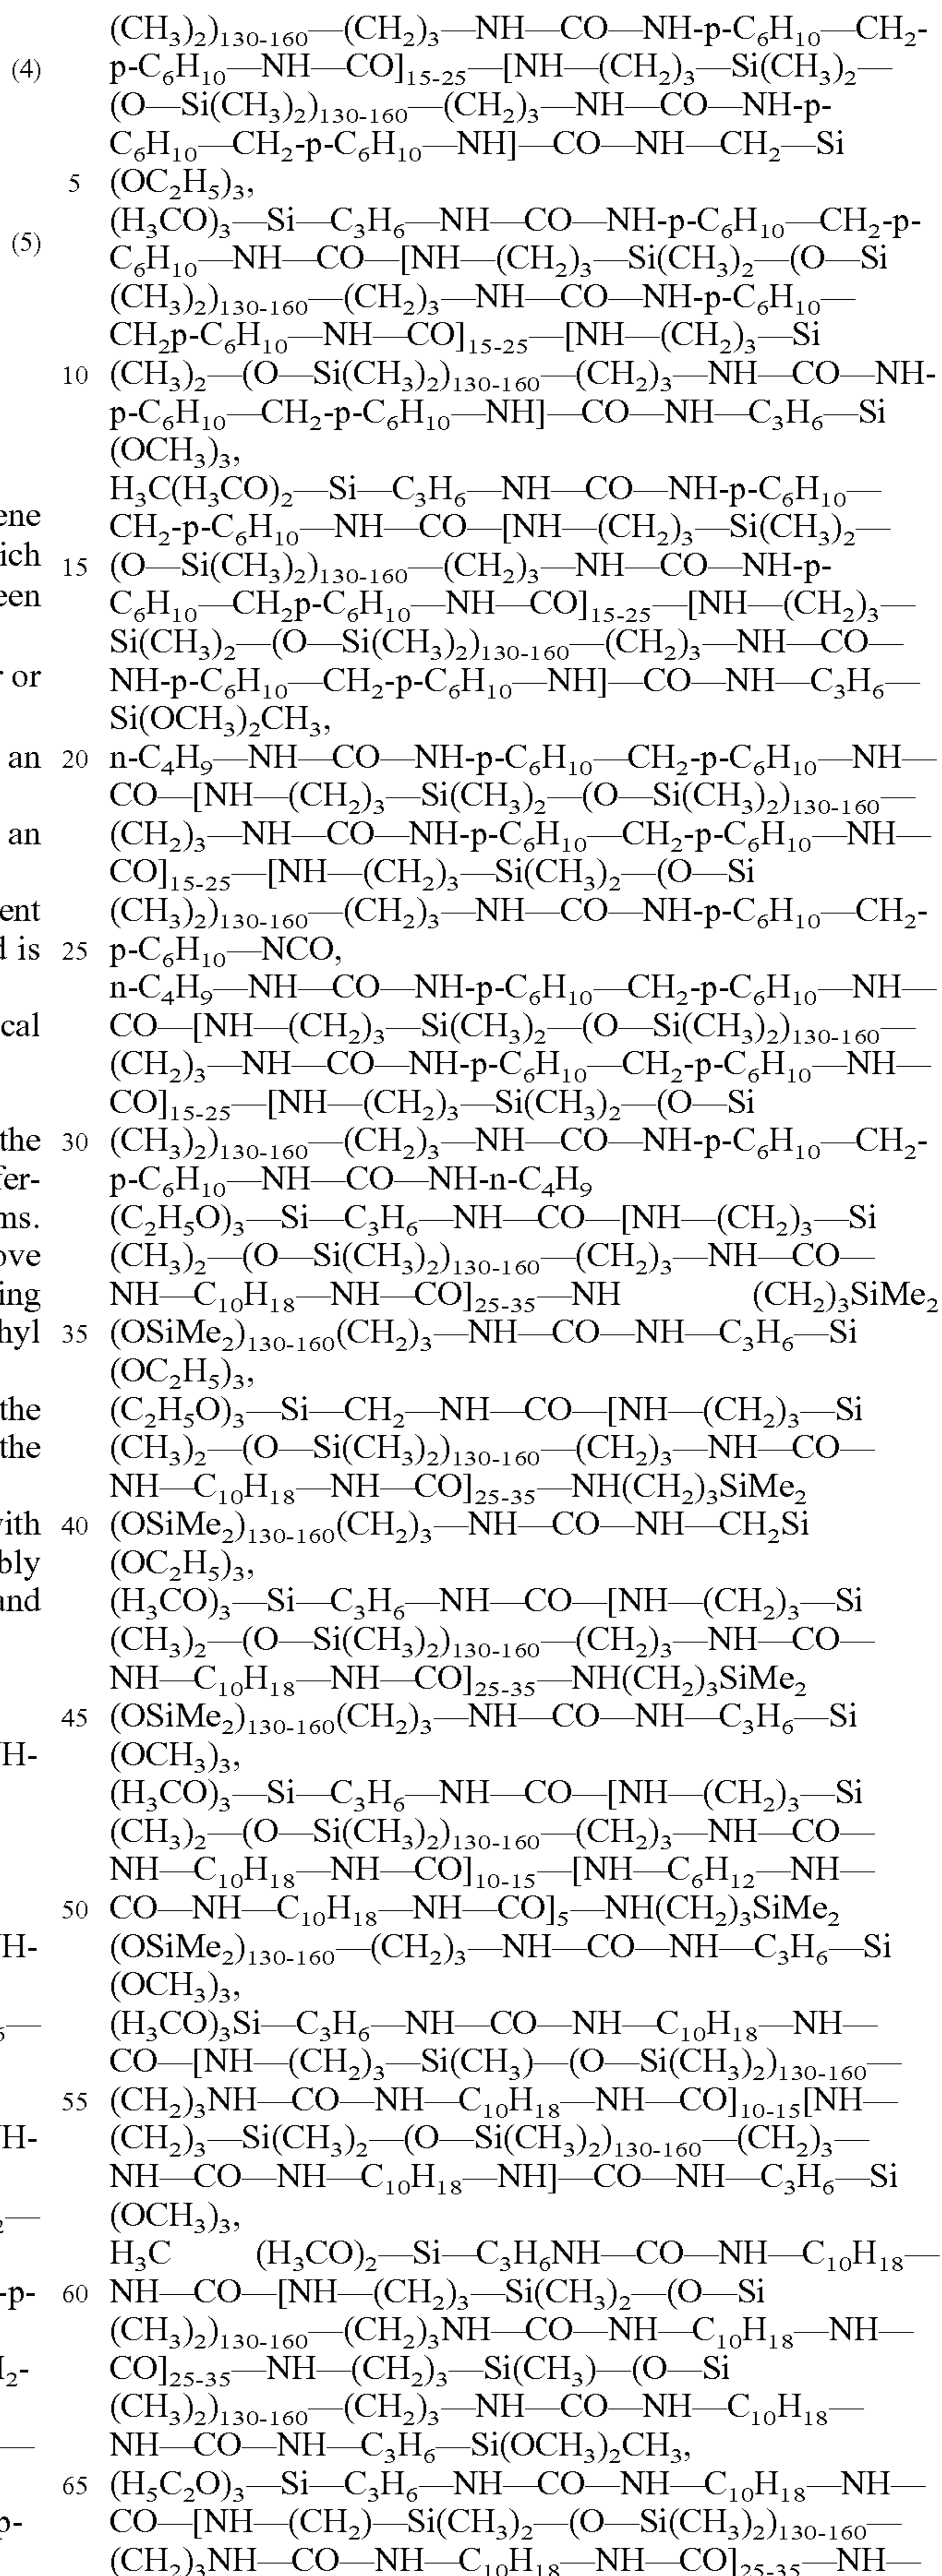 (4)
(5)
ene
ich
een
r or
an
an
ent
d is
cal
the
fer-
ms.
ove
ing
hyl
the
the
with
bly
and
H-
H-
6—
H-
2—
-p-
I2-
—
p-
(CH3)2)130-160—(CH2)3—NH—CO—NH-p-C6H10—CH2-
p-C6H10—NH—CO]15-25—[NH—(CH2)3—Si(CH3)2—
(O—Si(CH3)2)130-160—(CH2)3—NH—CO—NH-p-
C6H10—CH2-p-C6H10—NH]—CO—NH—CH2—Si
5 (OC2H5)3,
(H3CO)3—Si—C3H6—NH—CO—NH-p-C6H10—CH2-p-
C6H10—NH—CO—[NH—(CH2)3—Si(CH3)2—(O—Si
(CH3)2)130-160—(CH2)3—NH—CO—NH-p-C6H10—
CH2p-C6H10—NH—CO]15-25—[NH—(CH2)3—Si
10 (CH3)2—(O—Si(CH3)2)130-160—(CH2)3—NH—CO—NH-
p-C6H10—CH2-p-C6H10—NH]—CO—NH—C3H6—Si
(OCH3)3,
H3C(H3CO)2—Si—C3H6—NH—CO—NH-p-C6H10—
CH2-p-C6H10—NH—CO—[NH—(CH2)3—Si(CH3)2—
15 (O—Si(CH3)2)130-160—(CH2)3—NH—CO—NH-p-
C6H10—CH2p-C6H10—NH—CO]15-25—[NH—(CH2)3—
Si(CH3)2—(O—Si(CH3)2)130-160—(CH2)3—NH—CO—
NH-p-C6H10—CH2-p-C6H10—NH]—CO—NH—C3H6—
Si(OCH3)2CH3,
20 n-C4H9—NH—CO—NH-p-C6H10—CH2-p-C6H10—NH—
CO—[NH—(CH2)3—Si(CH3)2—(O—Si(CH3)2)130-160—
(CH2)3—NH—CO—NH-p-C6H10—CH2-p-C6H10—NH—
CO]15-25—[NH—(CH2)3—Si(CH3)2—(O—Si
(CH3)2)130-160—(CH2)3—NH—CO—NH-p-C6H10—CH2-
25 p-C6H10—NCO,
n-C4H9—NH—CO—NH-p-C6H10—CH2-p-C6H10—NH—
CO—[NH—(CH2)3—Si(CH3)2—(O—Si(CH3)2)130-160—
(CH2)3—NH—CO—NH-p-C6H10—CH2-p-C6H10—NH—
CO]15-25—[NH—(CH2)3—Si(CH3)2—(O—Si
30 (CH3)2)130-160—(CH2)3—NH—CO—NH-p-C6H10—CH2-
p-C6H10—NH—CO—NH-n-C4H9
(C2H5O)3—Si—C3H6—NH—CO—[NH—(CH2)3—Si
(CH3)2—(O—Si(CH3)2)130-160—(CH2)3—NH—CO—
NH—C10H18—NH—CO]25-35—NH (CH2)3SiMe2
35 (OSiMe2)130-160(CH2)3—NH—CO—NH—C3H6—Si
(OC2H5)3,
(C2H5O)3—Si—CH2—NH—CO—[NH—(CH2)3—Si
(CH3)2—(O—Si(CH3)2)130-160—(CH2)3—NH—CO—
NH—C10H18—NH—CO]25-35—NH(CH2)3SiMe2
40 (OSiMe2)130-160(CH2)3—NH—CO—NH—CH2Si
(OC2H5)3,
(H3CO)3—Si—C3H6—NH—CO—[NH—(CH2)3—Si
(CH3)2—(O—Si(CH3)2)130-160—(CH2)3—NH—CO—
NH—C10H18—NH—CO]25-35—NH(CH2)3SiMe2
45 (OSiMe2)130-160(CH2)3—NH—CO—NH—C3H6—Si
(OCH3)3,
(H3CO)3—Si—C3H6—NH—CO—[NH—(CH2)3—Si
(CH3)2—(O—Si(CH3)2)130-160—(CH2)3—NH—CO—
NH—C10H18—NH—CO]10-15—[NH—C6H12—NH—
50 CO—NH—C10H18—NH—CO]5—NH(CH2)3SiMe2
(OSiMe2)130-160—(CH2)3—NH—CO—NH—C3H6—Si
(OCH3)3,
(H3CO)3Si—C3H6—NH—CO—NH—C10H18—NH—
CO—[NH—(CH2)3—Si(CH3)—(O—Si(CH3)2)130-160—
55 (CH2)3NH—CO—NH—C10H18—NH—CO]10-15[NH—
(CH2)3—Si(CH3)2—(O—Si(CH3)2)130-160—(CH2)3—
NH—CO—NH—C10H18—NH]—CO—NH—C3H6—Si
(OCH3)3,
H3C (H3CO)2—Si—C3H6NH—CO—NH—C10H18—
60 NH—CO—[NH—(CH2)3—Si(CH3)2—(O—Si
(CH3)2)130-160—(CH2)3NH—CO—NH—C10H18—NH—
CO]25-35—NH—(CH2)3—Si(CH3)—(O—Si
(CH3)2)130-160—(CH2)3—NH—CO—NH—C10H18—
NH—CO—NH—C3H6—Si(OCH3)2CH3,
65 (H5C2O)3—Si—C3H6—NH—CO—NH—C10H18—NH—
CO—[NH—(CH2)—Si(CH3)2—(O—Si(CH3)2)130-160—
(CH2)3NH—CO—NH—C10H18—NH—CO]25-35—NH—